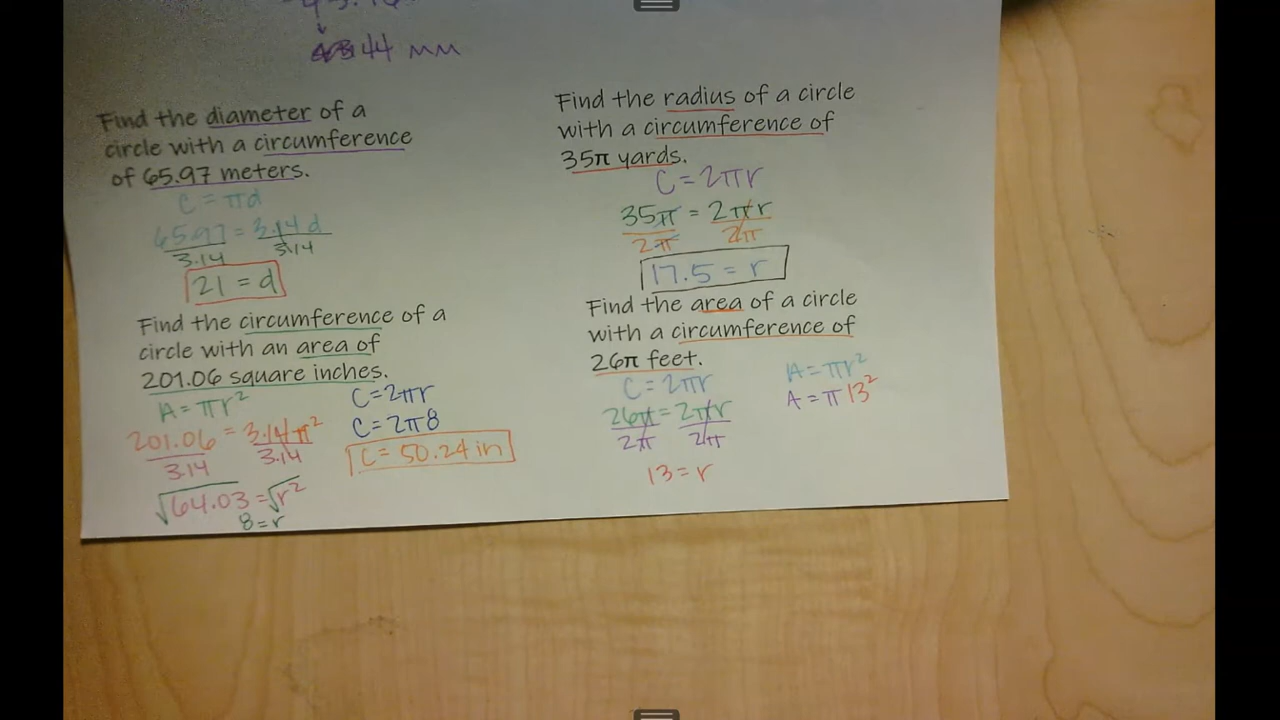 44 mm
Find the diameter of a
circle with a circumference
of 65.97 meters.
C = πd
65.97 = 3.14 d
3.14 3.14
21 = d
Find the radius of a circle
with a circumference of
35π yards.
C = 2πr
35π = 2πr
2π 2π
17.5 = r
Find the circumference of a
circle with an area of
201.06 square inches.
A = πr²
201.06 = 3.14
3.14 3.14
√64.03 = √r²
8 = r
C = 2πr
C = 2π8
C = 50.24 in
Find the area of a circle
with a circumference of
26π feet.
C = 2πr
26π = 2πr
2π 2π
13 = r
A = πr²
A = π 13²